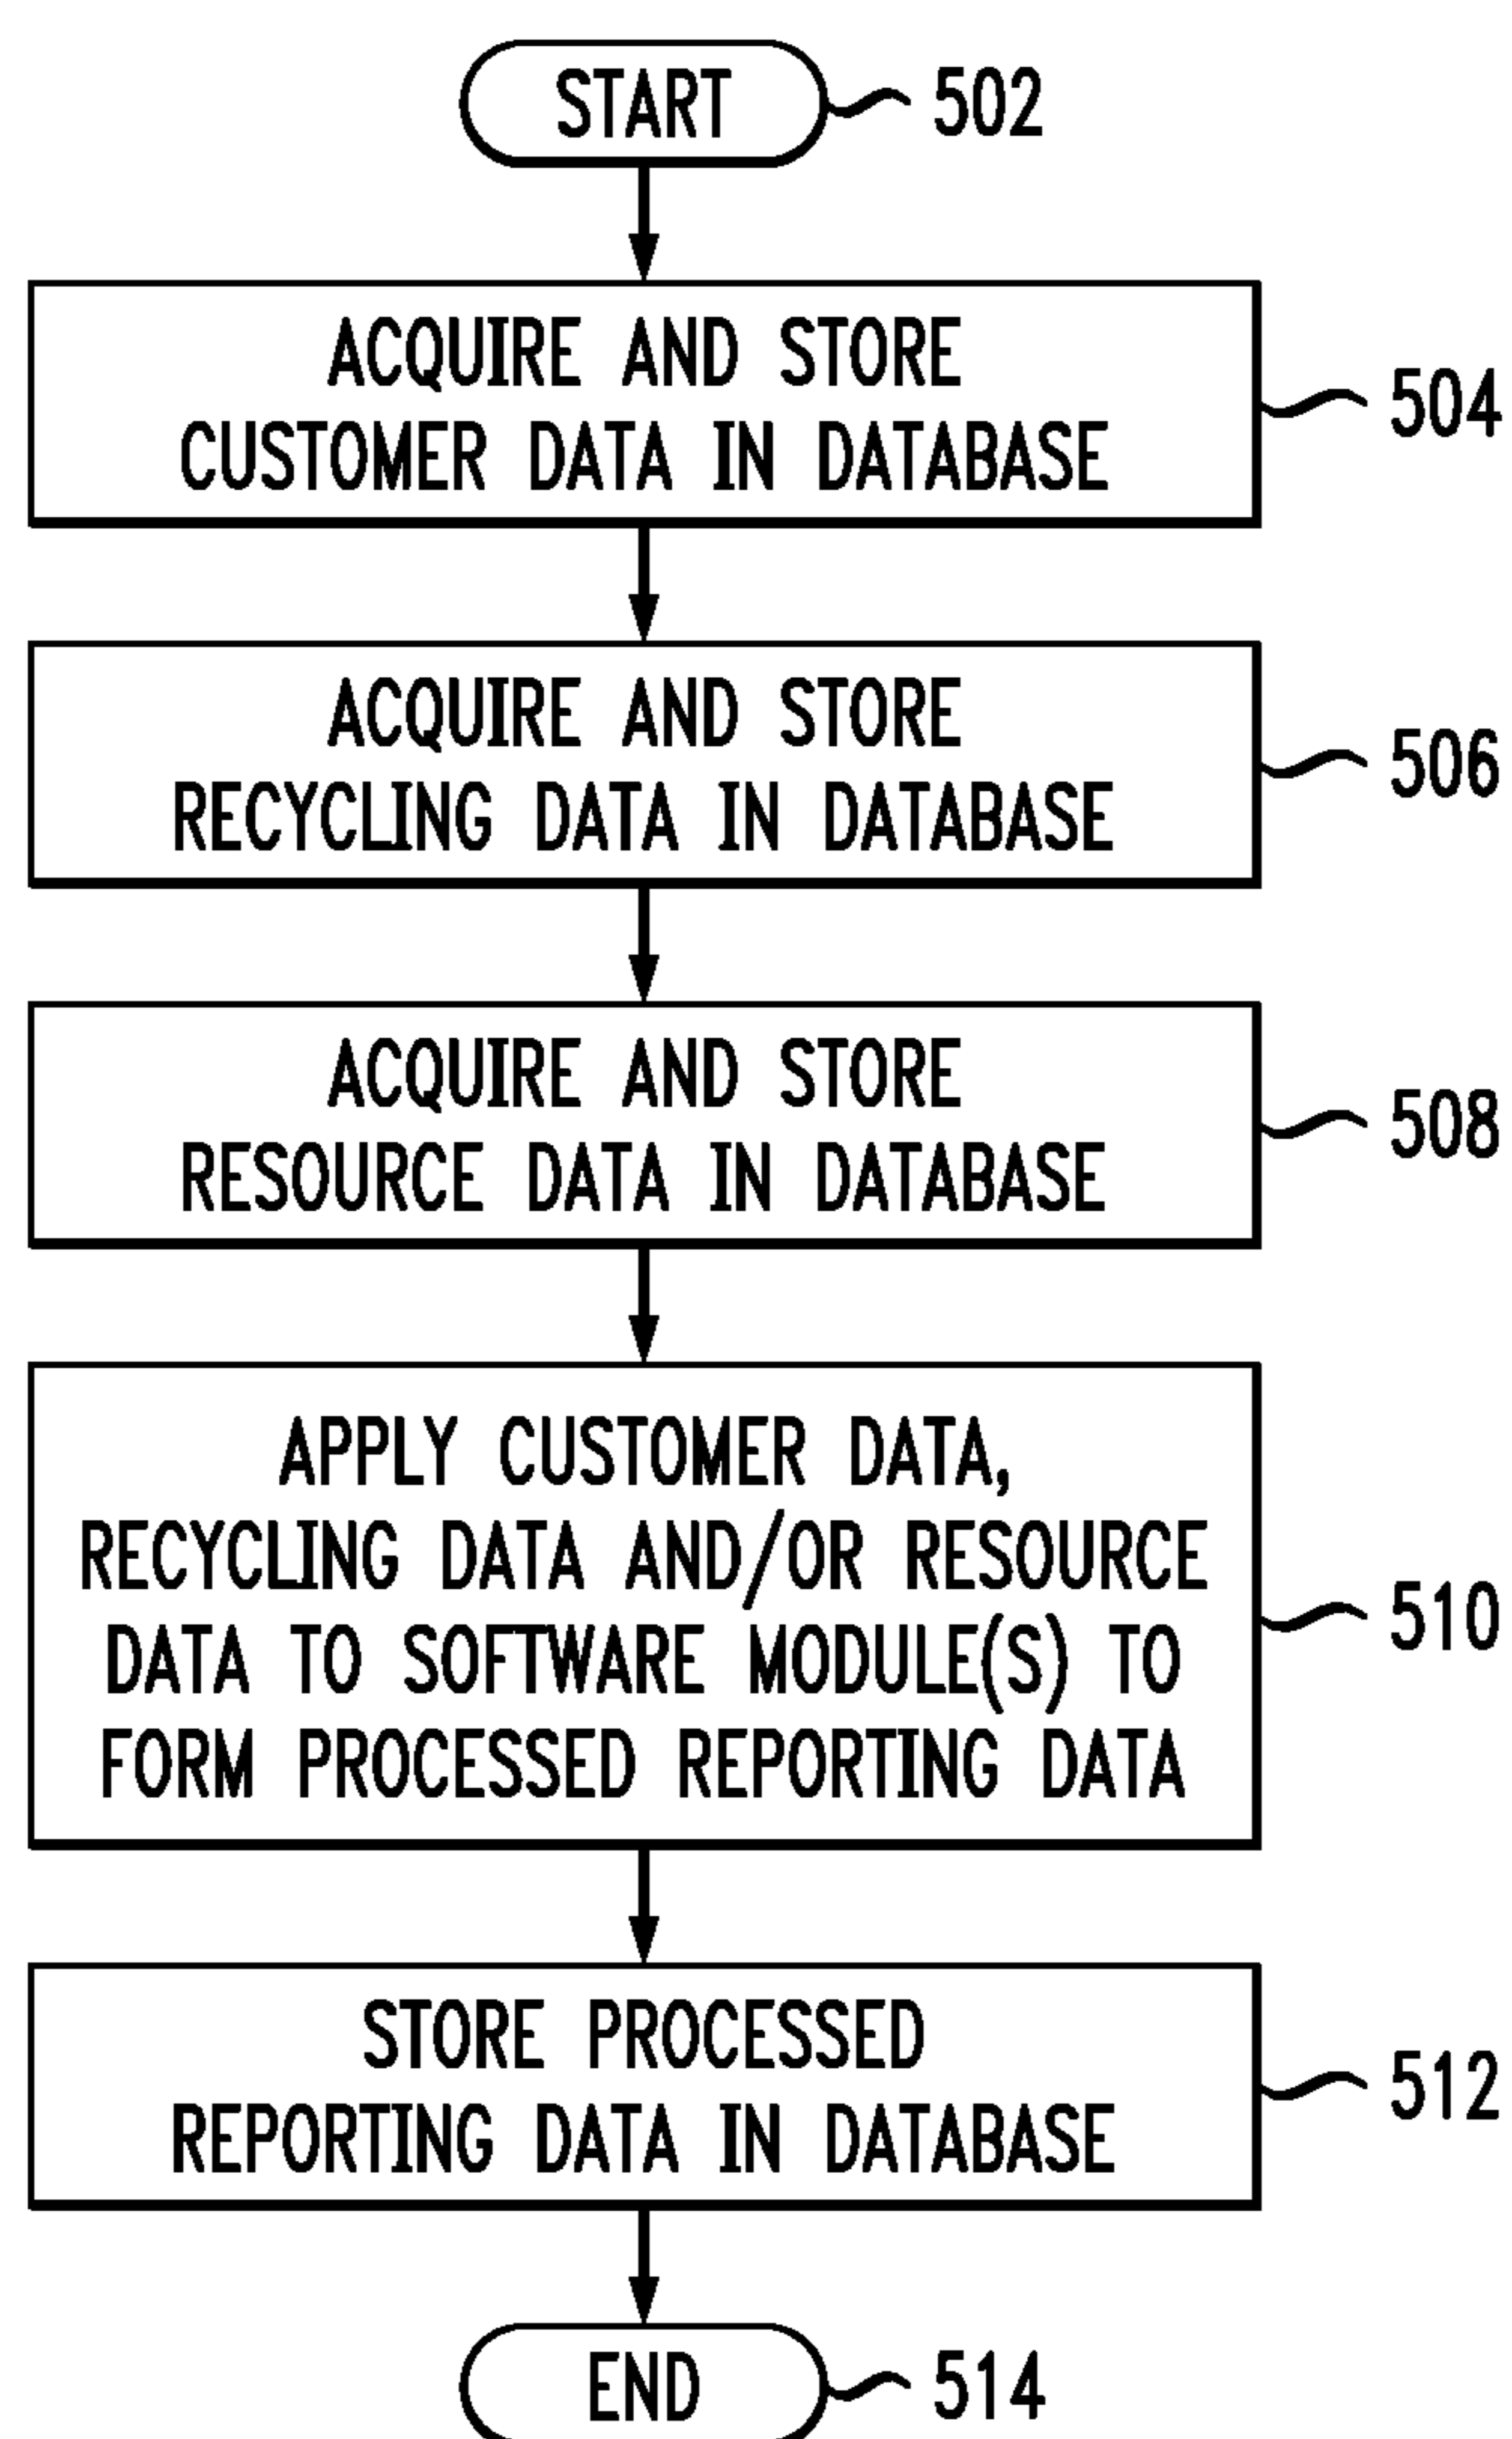 START
502
ACQUIRE AND STORE
CUSTOMER DATA IN DATABASE
504
ACQUIRE AND STORE
RECYCLING DATA IN DATABASE
506
ACQUIRE AND STORE
RESOURCE DATA IN DATABASE
508
APPLY CUSTOMER DATA,
RECYCLING DATA AND/OR RESOURCE
DATA TO SOFTWARE MODULE(S) TO
FORM PROCESSED REPORTING DATA
510
STORE PROCESSED
REPORTING DATA IN DATABASE
512
END
514